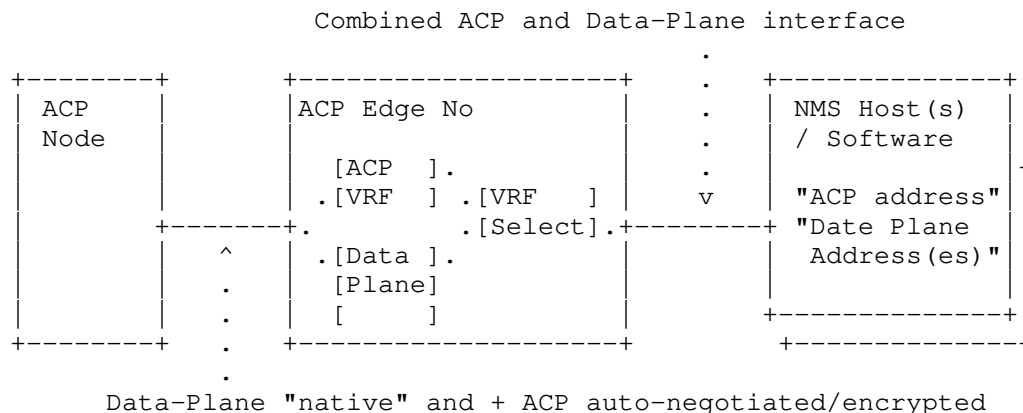 Combined ACP and Data-Plane interface
ACP
Node
ACP Edge No
[ACP ].
.[VRF ] .[VRF ]
.[Select].
.[Data ].
[Plane]
[ ]
NMS Host(s)
/ Software
"ACP address"
"Date Plane
Address(es)"
Data-Plane "native" and + ACP auto-negotiated/encrypted